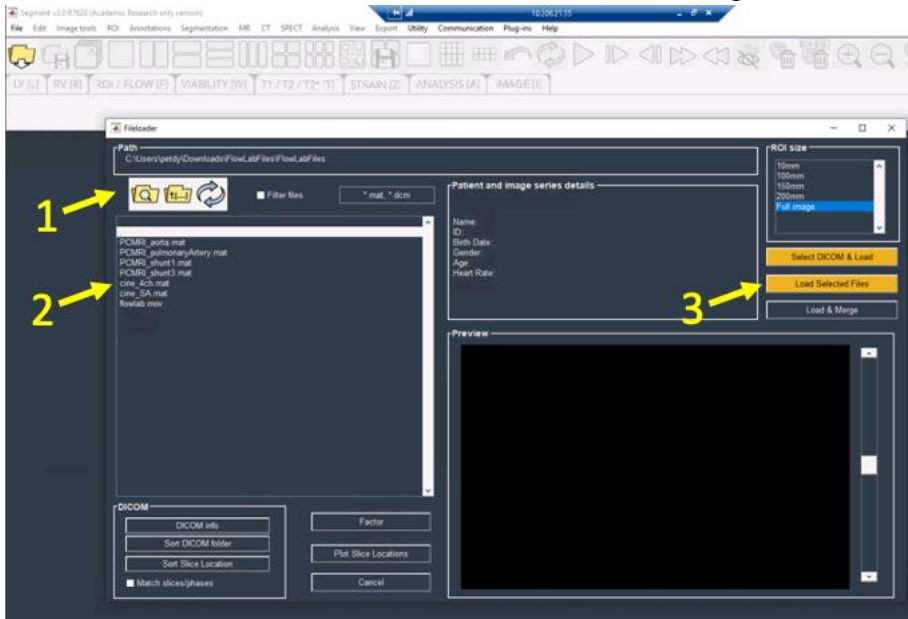 Segment v3.0 R7820 (Academic Research only version)
10.208.21.55
File Edit Image tools ROI Annotations Segmentation MR CT SPECT Analysis View Export Utility Communication Plug-ins Help
LV [L] RV [R] ROI / FLOW [F] VIABILITY [W] T1 / T2 / T2* [T] STRAIN [Z] ANALYSIS [A] IMAGE [I]
Fileloader
Path
C:\Users\petdy\Downloads\FlowLabFiles\FlowLabFiles
ROI size
10mm
100mm
150mm
200mm
Full image
1
Filter files
*.mat, *.dcm
Patient and image series details
Name:
ID:
Birth Date:
Gender:
Age:
Heart Rate:
PCMRI_aorta.mat
PCMRI_pulmonaryArtery.mat
PCMRI_shunt1.mat
PCMRI_shunt3.mat
cine_4ch.mat
cine_SA.mat
flowlab.mov
2
Select DICOM & Load
3
Load Selected Files
Load & Merge
Preview
DICOM
DICOM info
Sort DICOM folder
Sort Slice Location
Match slices/phases
Factor
Plot Slice Locations
Cancel